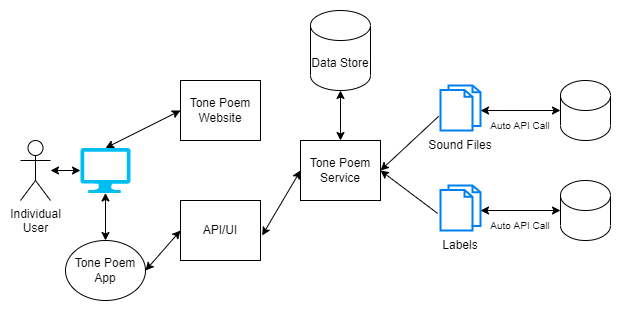 Data Store
Tone Poem
Website
Sound Files
Auto API Call
Tone Poem
Service
Individual
User
API/UI
Labels
Auto API Call
Tone Poem
App